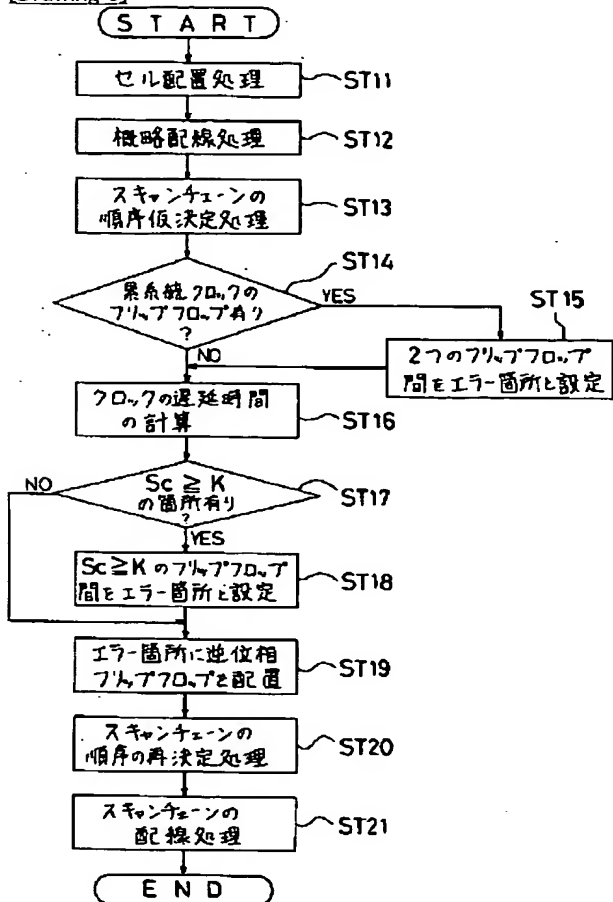 [Drawing
START
セル配置処理
ST11
概略配線処理
ST12
スキャンチェーンの
順序仮決定処理
ST13
ST14
異系統クロックの
フリップフロップ有り
?
YES
NO
ST15
2つのフリップフロップ
間をエラー箇所と設定
クロックの遅延時間
の計算
ST16
NO
Sc ≧ K
の箇所有り
?
ST17
YES
Sc≧Kのフリップフロップ
間をエラー箇所と設定
ST18
エラー箇所に逆位相
フリップフロップを配置
ST19
スキャンチェーンの
順序の再決定処理
ST20
スキャンチェーンの
配線処理
ST21
END